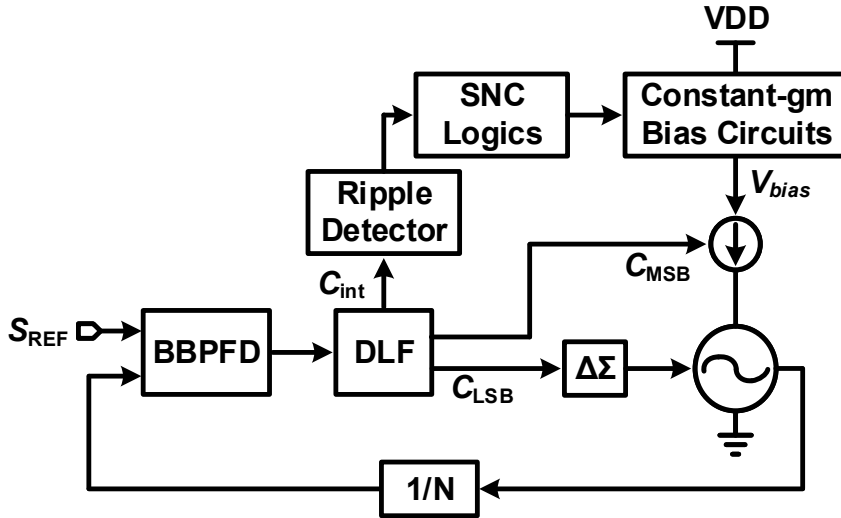 VDD
SNC
Logics
Constant-gm
Bias Circuits
Ripple
Detector
Vbias
Cint
CMSB
SREF
BBPFD
DLF
CLSB
ΔΣ
1/N